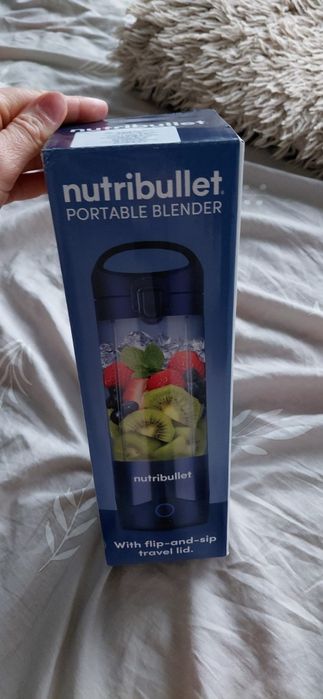 nutribullet
nutribullet®
PORTABLE BLENDER
nutribullet
With flip-and-sip
travel lid.